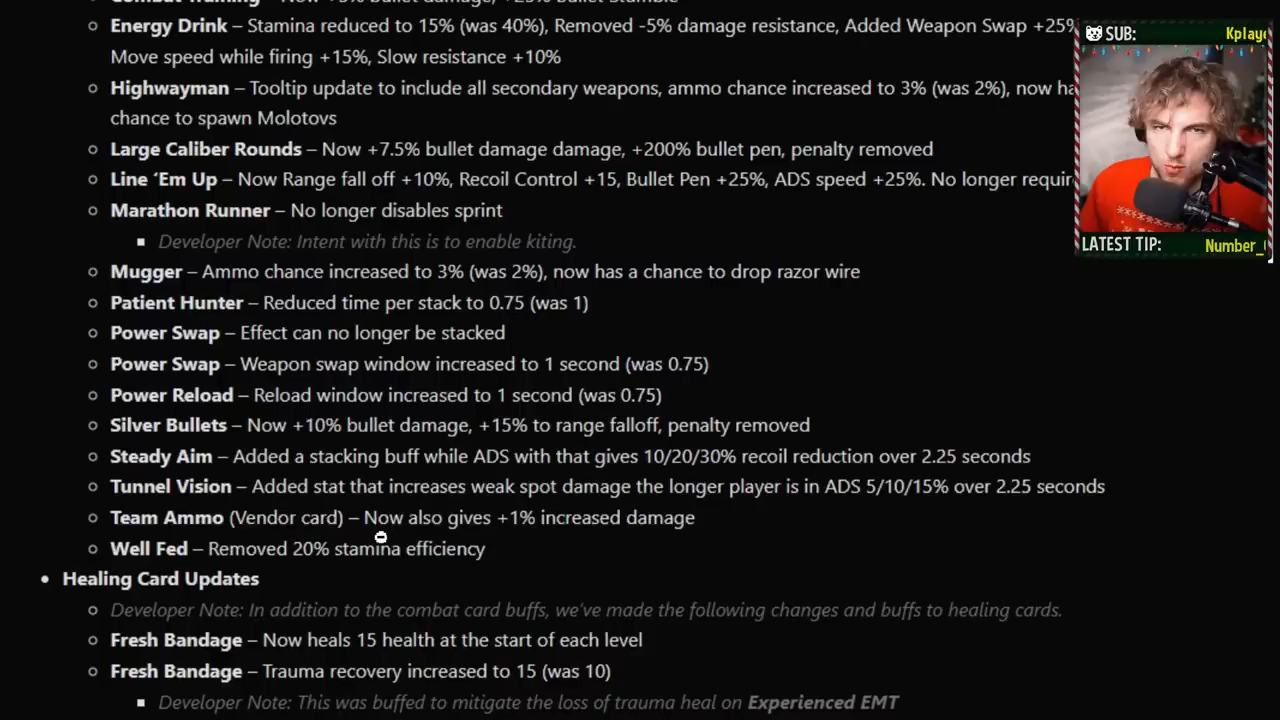 Combat Training – Now +5% bullet damage, +25% bullet stumble
Energy Drink – Stamina reduced to 15% (was 40%), Removed -5% damage resistance, Added Weapon Swap +25%
Move speed while firing +15%, Slow resistance +10%
Highwayman – Tooltip update to include all secondary weapons, ammo chance increased to 3% (was 2%), now ha
chance to spawn Molotovs
Large Caliber Rounds – Now +7.5% bullet damage damage, +200% bullet pen, penalty removed
Line ‘Em Up – Now Range fall off +10%, Recoil Control +15, Bullet Pen +25%, ADS speed +25%. No longer requir
Marathon Runner – No longer disables sprint
Developer Note: Intent with this is to enable kiting.
Mugger – Ammo chance increased to 3% (was 2%), now has a chance to drop razor wire
Patient Hunter – Reduced time per stack to 0.75 (was 1)
Power Swap – Effect can no longer be stacked
Power Swap – Weapon swap window increased to 1 second (was 0.75)
Power Reload – Reload window increased to 1 second (was 0.75)
Silver Bullets – Now +10% bullet damage, +15% to range falloff, penalty removed
Steady Aim – Added a stacking buff while ADS with that gives 10/20/30% recoil reduction over 2.25 seconds
Tunnel Vision – Added stat that increases weak spot damage the longer player is in ADS 5/10/15% over 2.25 seconds
Team Ammo (Vendor card) – Now also gives +1% increased damage
Well Fed – Removed 20% stamina efficiency
Healing Card Updates
Developer Note: In addition to the combat card buffs, we’ve made the following changes and buffs to healing cards.
Fresh Bandage – Now heals 15 health at the start of each level
Fresh Bandage – Trauma recovery increased to 15 (was 10)
Developer Note: This was buffed to mitigate the loss of trauma heal on Experienced EMT
SUB: Kplaye
LATEST TIP: Number_